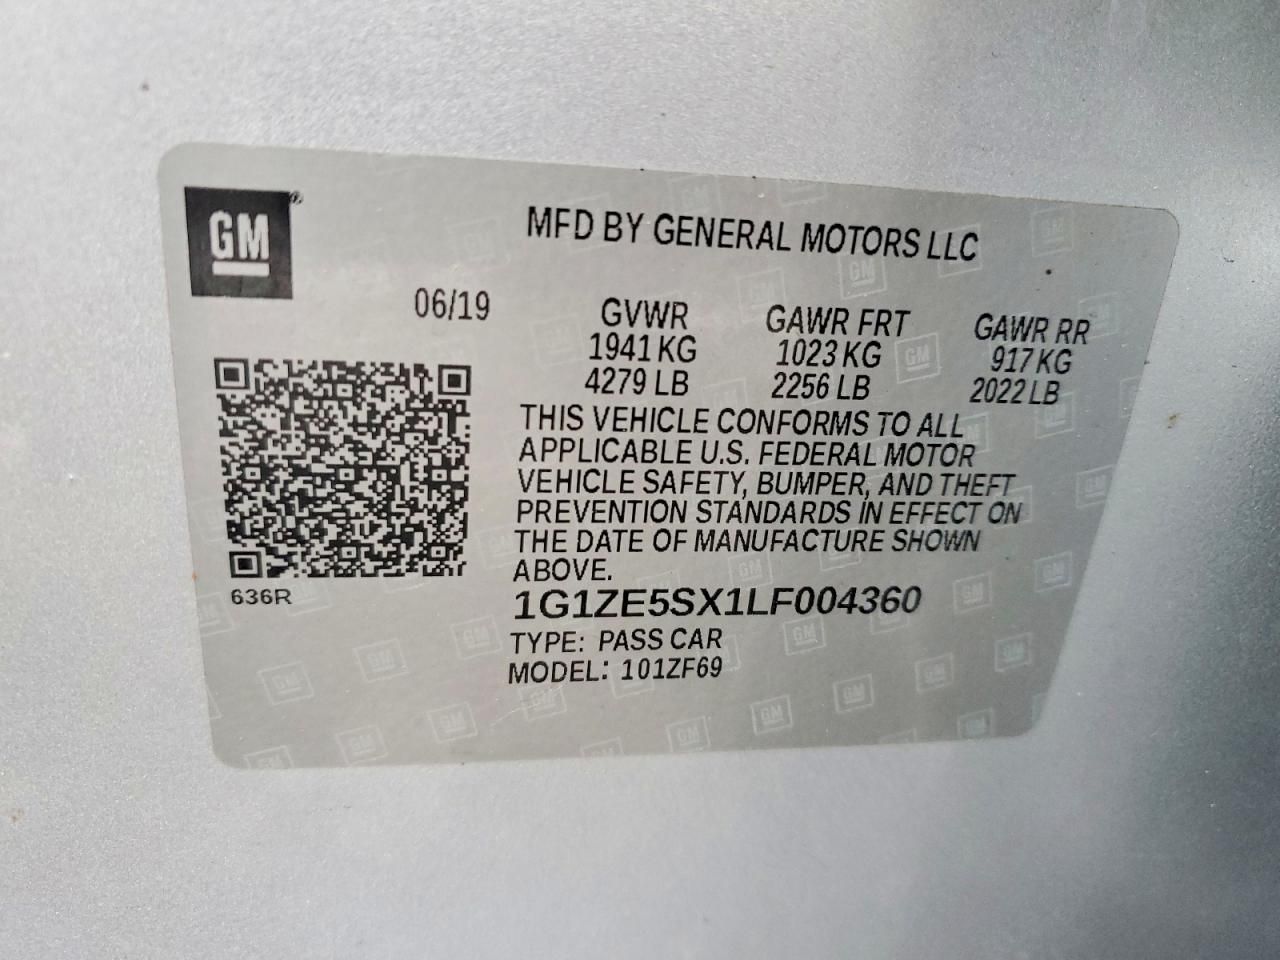 GM®
MFD BY GENERAL MOTORS LLC
06/19
GVWR GAWR FRT GAWR RR
1941 KG 1023 KG 917 KG
4279 LB 2256 LB 2022 LB
THIS VEHICLE CONFORMS TO ALL
APPLICABLE U.S. FEDERAL MOTOR
VEHICLE SAFETY, BUMPER, AND THEFT
PREVENTION STANDARDS IN EFFECT ON
THE DATE OF MANUFACTURE SHOWN
ABOVE.
636R
1G1ZE5SX1LF004360
TYPE: PASS CAR
MODEL: 101ZF69